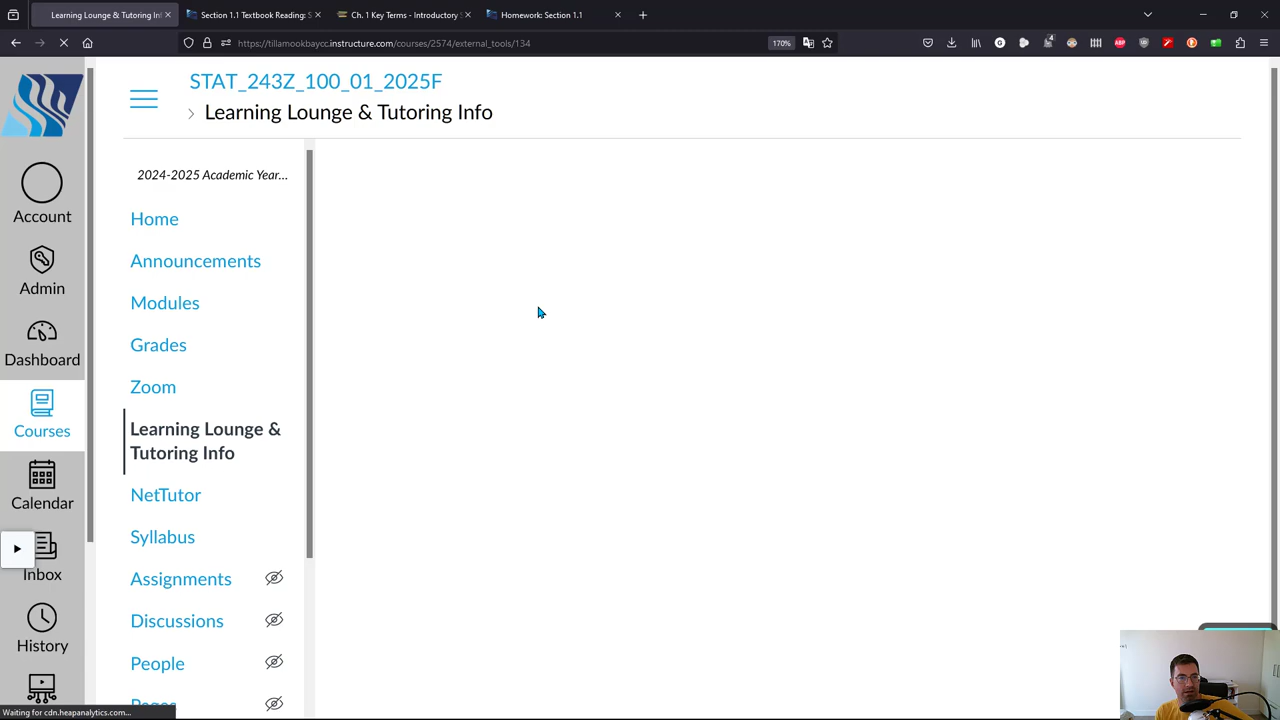 Learning Lounge & Tutoring In
Section 1.1 Textbook Reading: S
Ch. 1 Key Terms - Introductory S
Homework: Section 1.1
https://tillamookbaycc.instructure.com/courses/2574/external_tools/134
170%
STAT_243Z_100_01_2025F
Learning Lounge & Tutoring Info
2024-2025 Academic Year...
Home
Announcements
Modules
Grades
Zoom
Learning Lounge &
Tutoring Info
NetTutor
Syllabus
Assignments
Discussions
People
Pages
Account
Admin
Dashboard
Courses
Calendar
Inbox
History
Waiting for cdn.heapanalytics.com...